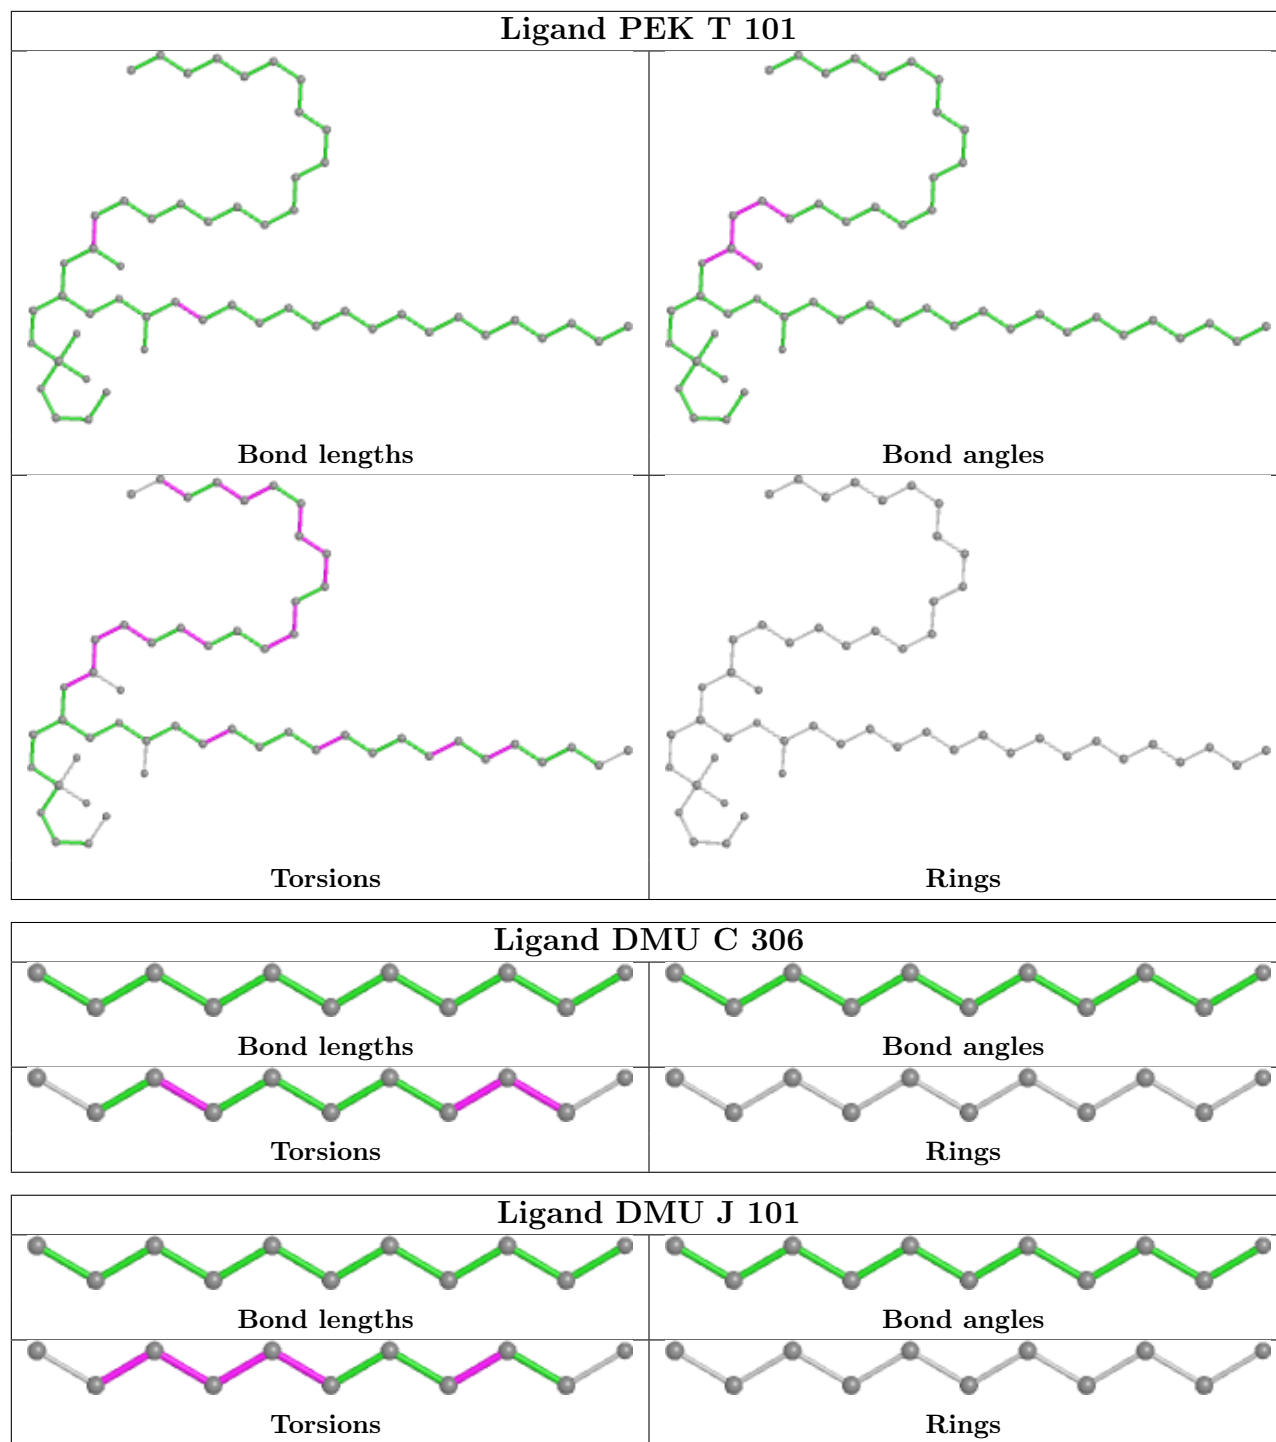 Ligand PEK T 101
Bond lengths
Bond angles
Torsions
Rings
Ligand DMU C 306
Bond lengths
Bond angles
Torsions
Rings
Ligand DMU J 101
Bond lengths
Bond angles
Torsions
Rings